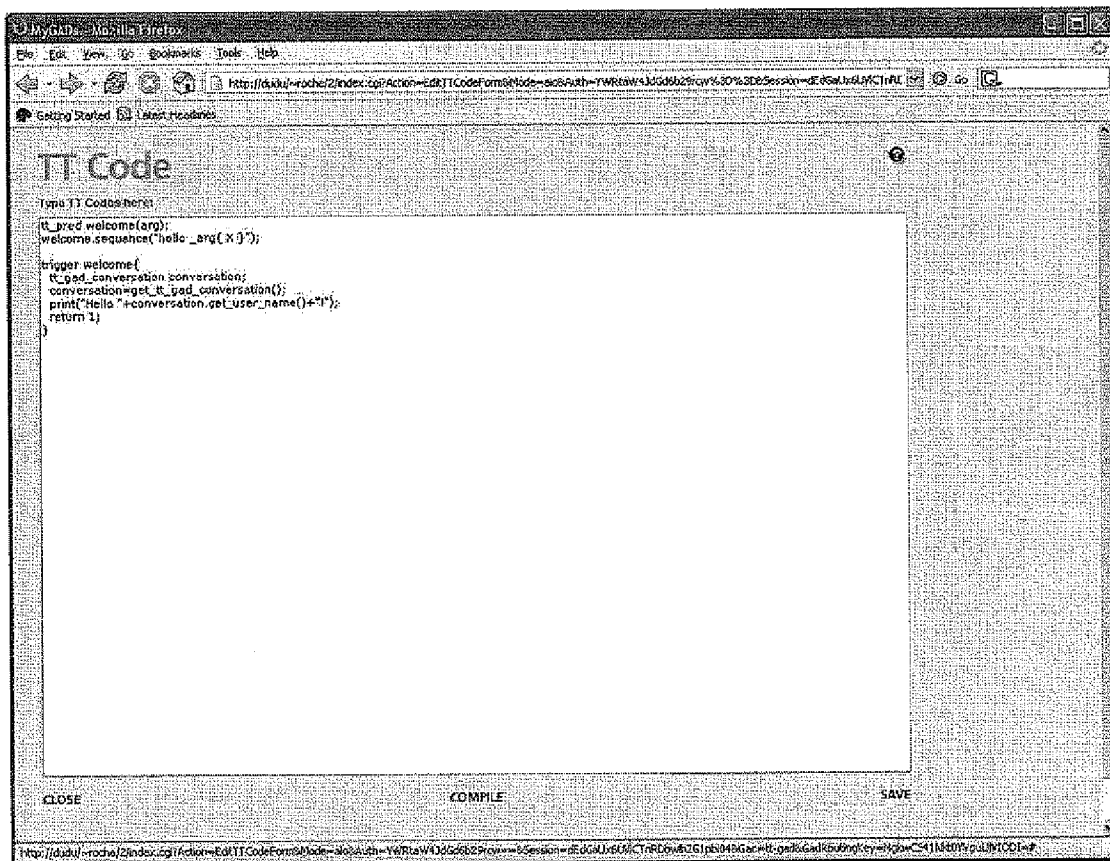 MyGADs - Mozilla Firefox
File Edit View Go Bookmarks Tools Help
Go
Getting Started Latest Headlines
TT Code
Type TT Codes here:
tt_pred welcome(arg);
welcome.sequence("hello _arg{ X }");
trigger welcome{
tt_gad_conversation conversation;
conversation=get_tt_gad_conversation();
print("Hello "+conversation.get_user_name()+"!");
return 1;
}
CLOSE COMPILE SAVE